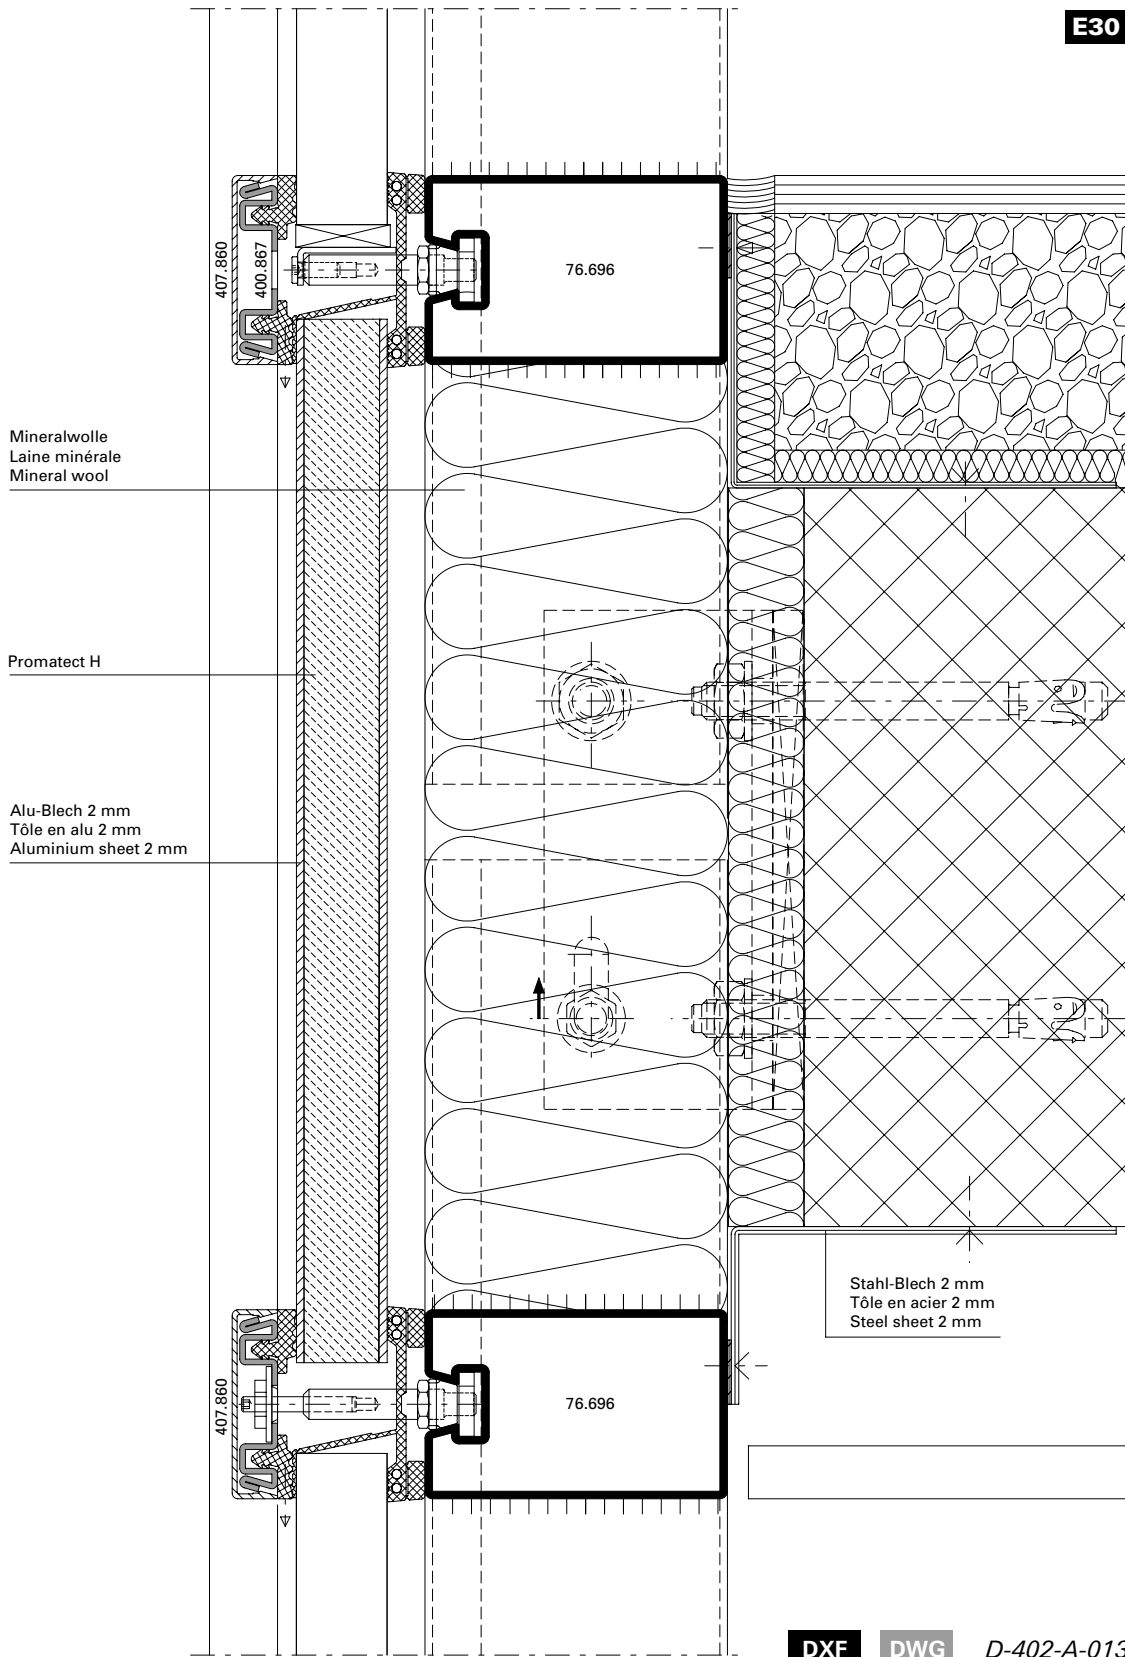 E30
407.860
400.867
76.696
Mineralwolle
Laine minérale
Mineral wool
Promatect H
Alu-Blech 2 mm
Tôle en alu 2 mm
Aluminium sheet 2 mm
Stahl-Blech 2 mm
Tôle en acier 2 mm
Steel sheet 2 mm
407.860
76.696
DXF
DWG
D-402-A-013